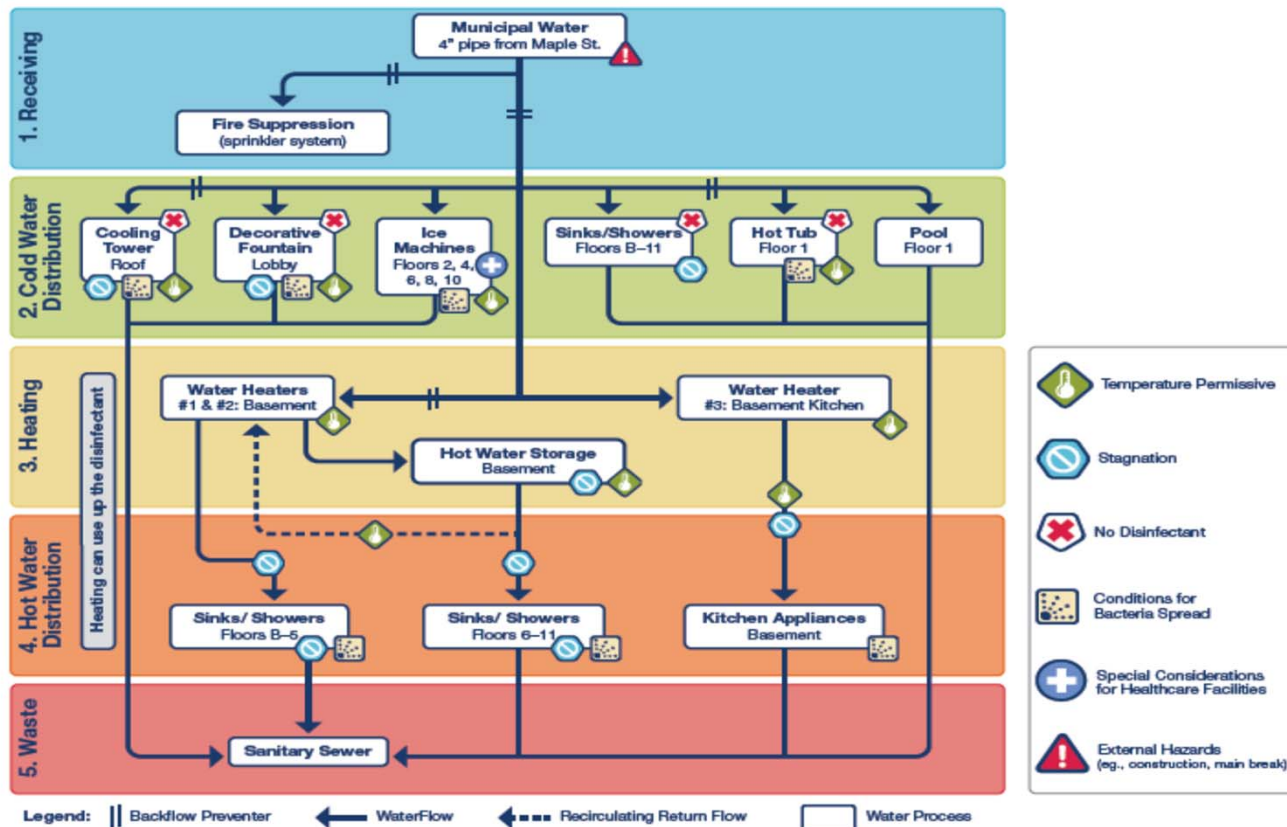 1. Receiving
Municipal Water
4" pipe from Maple St.
Fire Suppression
(sprinkler system)
2. Cold Water
Distribution
Cooling
Tower
Roof
Decorative
Fountain
Lobby
Ice
Machines
Floors 2, 4,
6, 8, 10
Sinks/Showers
Floors B–11
Hot Tub
Floor 1
Pool
Floor 1
3. Heating
Heating can use up the disinfectant
Water Heaters
#1 & #2: Basement
Water Heater
#3: Basement Kitchen
Hot Water Storage
Basement
4. Hot Water
Distribution
Sinks/ Showers
Floors B–5
Sinks/ Showers
Floors 6–11
Kitchen Appliances
Basement
5. Waste
Sanitary Sewer
Temperature Permissive
Stagnation
No Disinfectant
Conditions for
Bacteria Spread
Special Considerations
for Healthcare Facilities
External Hazards
(eg., construction, main break)
Legend: Backflow Preventer WaterFlow Recirculating Return Flow Water Process